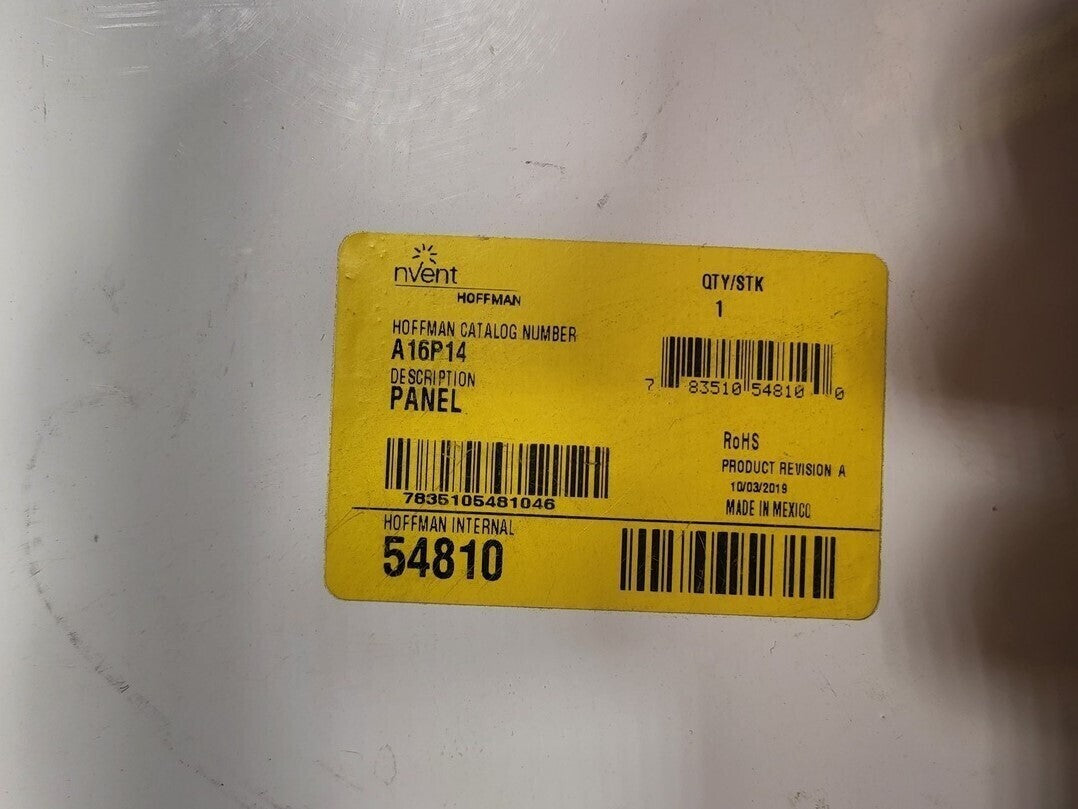 nVent
HOFFMAN
QTY/STK
1
HOFFMAN CATALOG NUMBER
A16P14
DESCRIPTION
PANEL
7 83510 54810 0
7835105481046
RoHS
PRODUCT REVISION A
10/03/2019
MADE IN MEXICO
HOFFMAN INTERNAL
54810